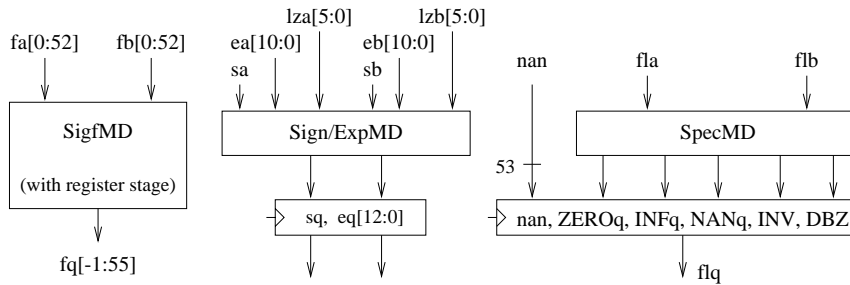 lza[5:0] lzb[5:0]
fa[0:52] fb[0:52] ea[10:0] eb[10:0]
sa sb nan fla flb
SigfMD Sign/ExpMD SpecMD
(with register stage) 53
sq, eq[12:0] nan, ZEROq, INFq, NANq, INV, DBZ
fq[-1:55] flq